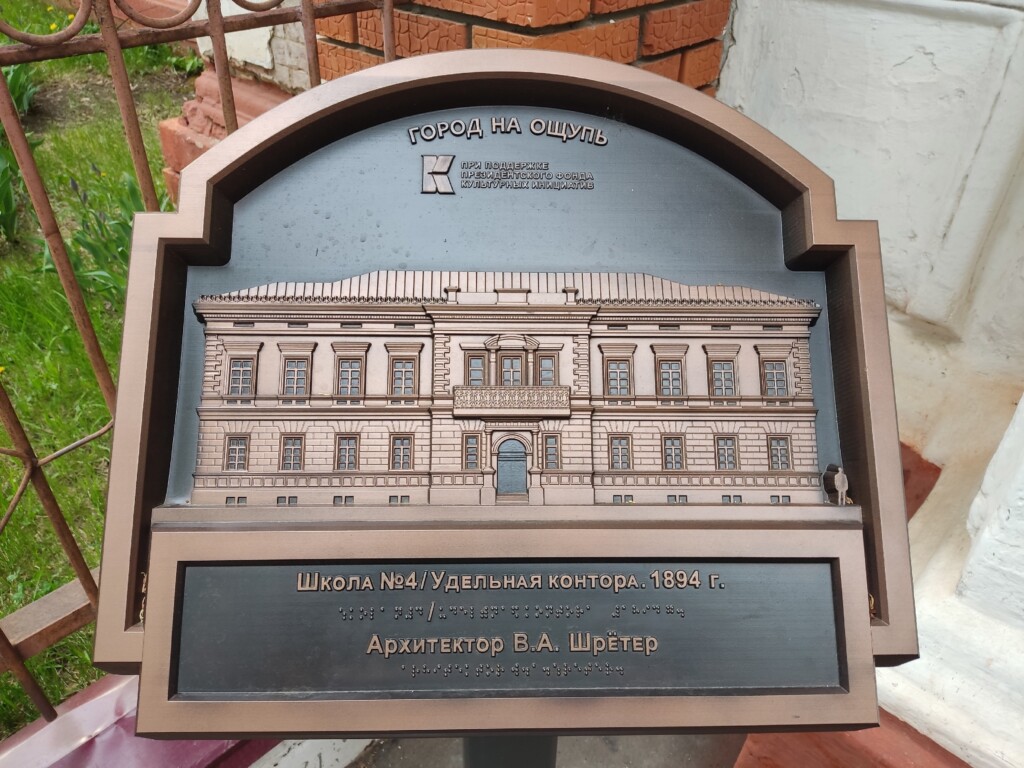 ГОРОД НА ОЩУПЬ
К
ПРИ ПОДДЕРЖКЕ
ПРЕЗИДЕНТСКОГО ФОНДА
КУЛЬТУРНЫХ ИНИЦИАТИВ
Школа №4/Удельная контора. 1894 г.
Архитектор В.А. Шрётер